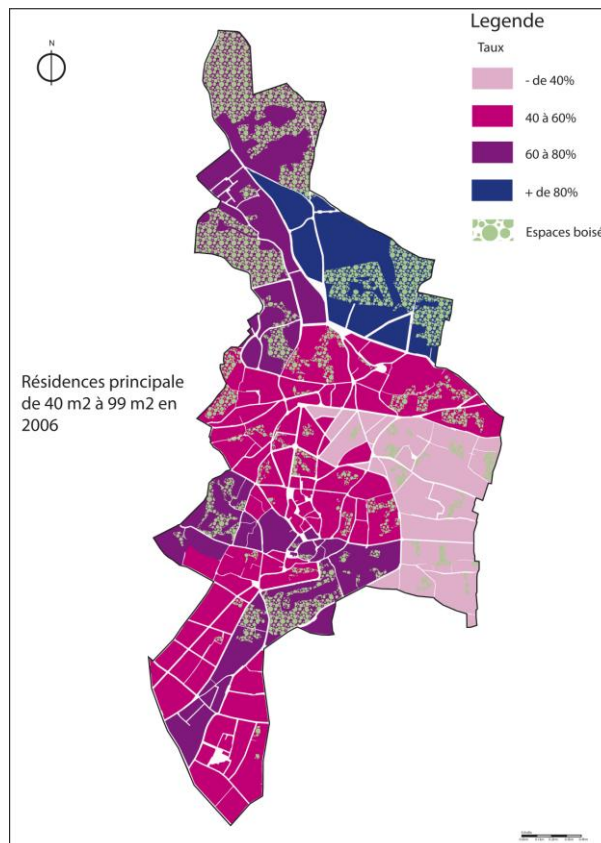 N
Legende
Taux
- de 40%
40 à 60%
60 à 80%
+ de 80%
Espaces boisé
Résidences principale
de 40 m2 à 99 m2 en
2006